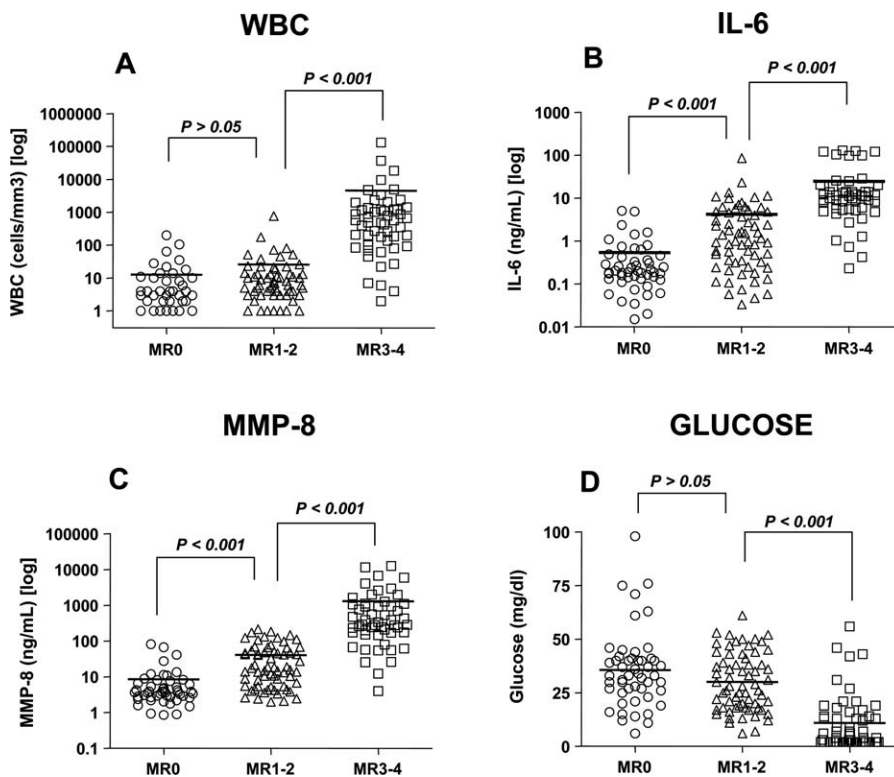 WBC
A
P < 0.001
P > 0.05
WBC (cells/mm3) [log]
1000000
100000
10000
1000
100
10
1
MR0 MR1-2 MR3-4
IL-6
B
P < 0.001
P < 0.001
IL-6 (ng/mL) [log]
1000
100
10
1
0.1
0.01
MR0 MR1-2 MR3-4
MMP-8
C
P < 0.001
P < 0.001
MMP-8 (ng/mL) [log]
100000
10000
1000
100
10
1
0.1
MR0 MR1-2 MR3-4
GLUCOSE
D
P > 0.05
P < 0.001
Glucose (mg/dl)
100
75
50
25
0
MR0 MR1-2 MR3-4